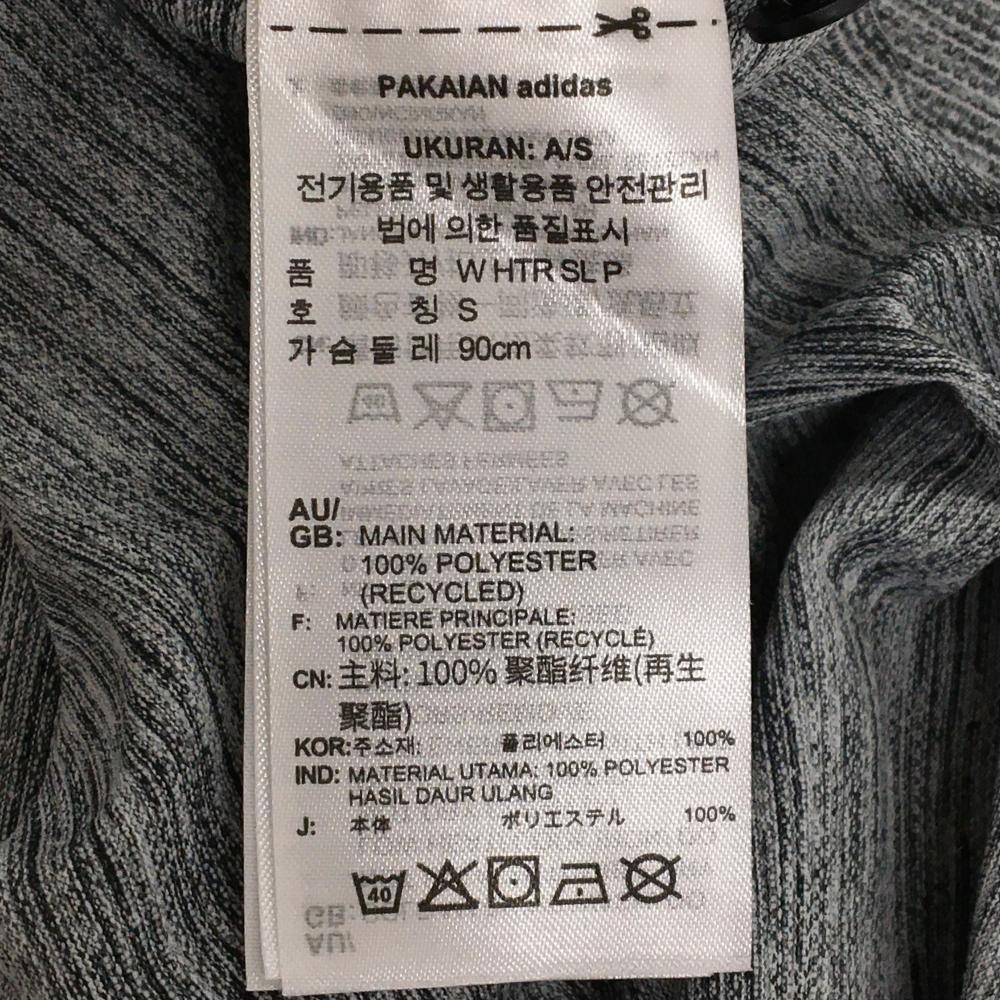 PAKAIAN adidas
UKURAN: A/S
전기용품 및 생활용품 안전관리
법에 의한 품질표시
품 명 W HTR SL P
호 칭 S
가 슴 둘 레 90cm
AU/
GB: MAIN MATERIAL:
100% POLYESTER
(RECYCLED)
F: MATIERE PRINCIPALE:
100% POLYESTER (RECYCLÉ)
CN: 主料: 100% 聚酯纤维(再生
聚酯)
KOR: 주소재: 폴리에스터 100%
IND: MATERIAL UTAMA: 100% POLYESTER
HASIL DAUR ULANG
J: 本体 ポリエステル 100%
40